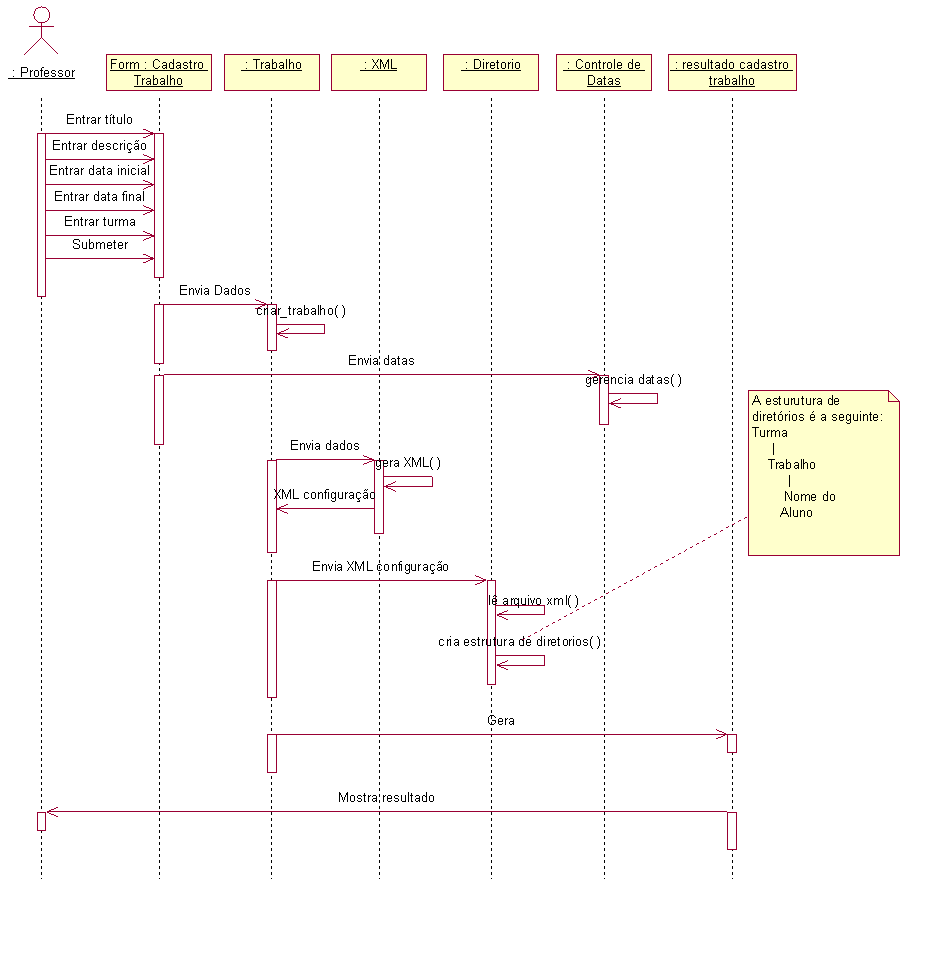 : Professor
Form : Cadastro
Trabalho
: Trabalho
: XML
: Diretorio
: Controle de
Datas
: resultado cadastro
trabalho
Entrar título
Entrar descrição
Entrar data inicial
Entrar data final
Entrar turma
Submeter
Envia Dados
criar_trabalho( )
Envia datas
gerencia datas( )
A esturutura de
diretórios é a seguinte:
Turma
|
Trabalho
|
Nome do
Aluno
Envia dados
gera XML( )
XML configuração
Envia XML configuração
lê arquivo xml( )
cria estrutura de diretorios( )
Gera
Mostra resultado